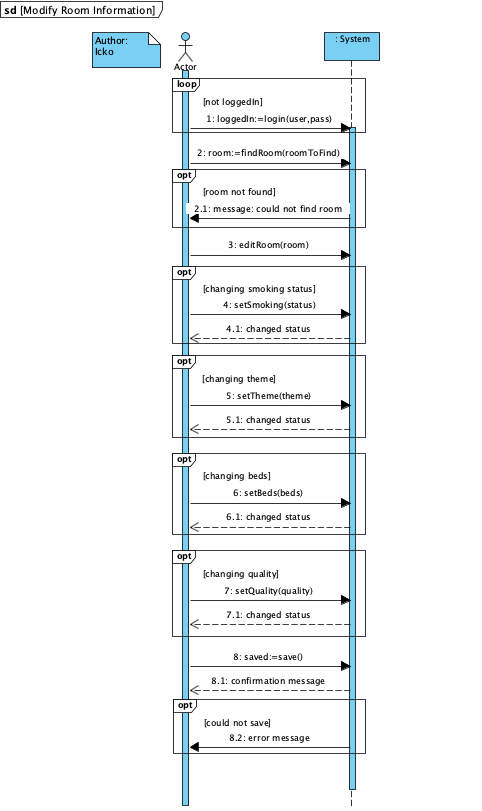 sd [Modify Room Information]
Author:
Icko
Actor
: System
loop
[not loggedIn]
1: loggedIn:=login(user,pass)
2: room:=findRoom(roomToFind)
opt
[room not found]
2.1: message: could not find room
3: editRoom(room)
opt
[changing smoking status]
4: setSmoking(status)
4.1: changed status
opt
[changing theme]
5: setTheme(theme)
5.1: changed status
opt
[changing beds]
6: setBeds(beds)
6.1: changed status
opt
[changing quality]
7: setQuality(quality)
7.1: changed status
8: saved:=save()
8.1: confirmation message
opt
[could not save]
8.2: error message